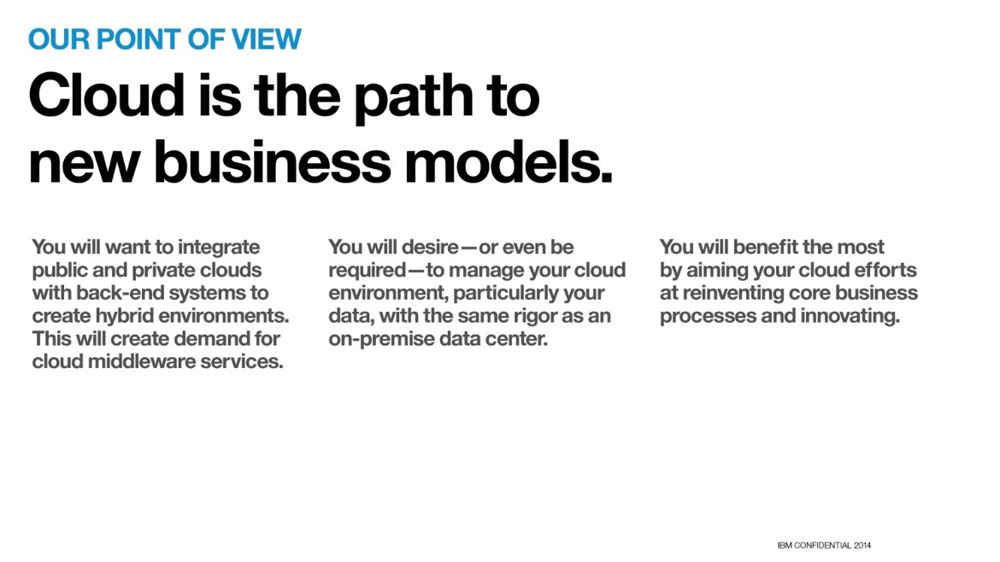 OUR POINT OF VIEW
Cloud is the path to
new business models.
You will want to integrate
public and private clouds
with back-end systems to
create hybrid environments.
This will create demand for
cloud middleware services.
You will desire—or even be
required—to manage your cloud
environment, particularly your
data, with the same rigor as an
on-premise data center.
You will benefit the most
by aiming your cloud efforts
at reinventing core business
processes and innovating.
IBM CONFIDENTIAL 2014